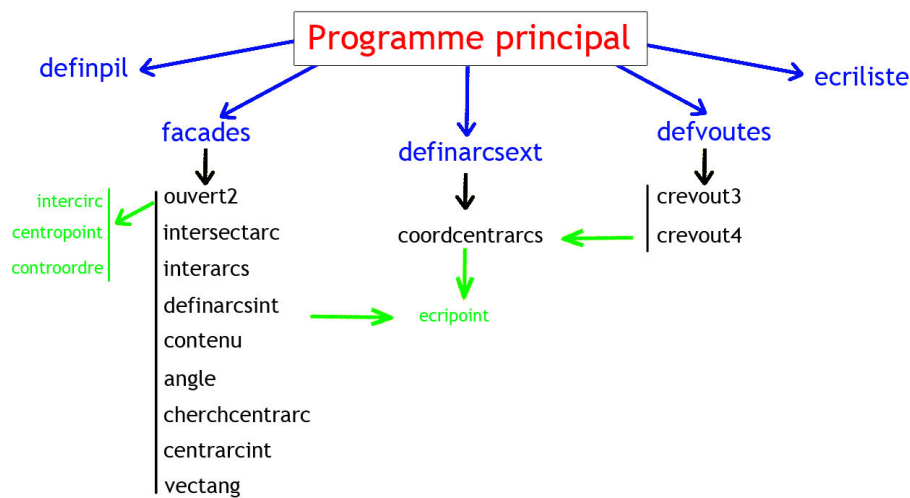 Programme principal
definpil
ecriliste
facades
definarcsext
defvoutes
intercirc
centropoint
controordre
ouvert2
intersectarc
interarcs
definarcsint
contenu
angle
cherchcentrarc
centrarcint
vectang
coordcentrarcs
ecripoint
crevout3
crevout4